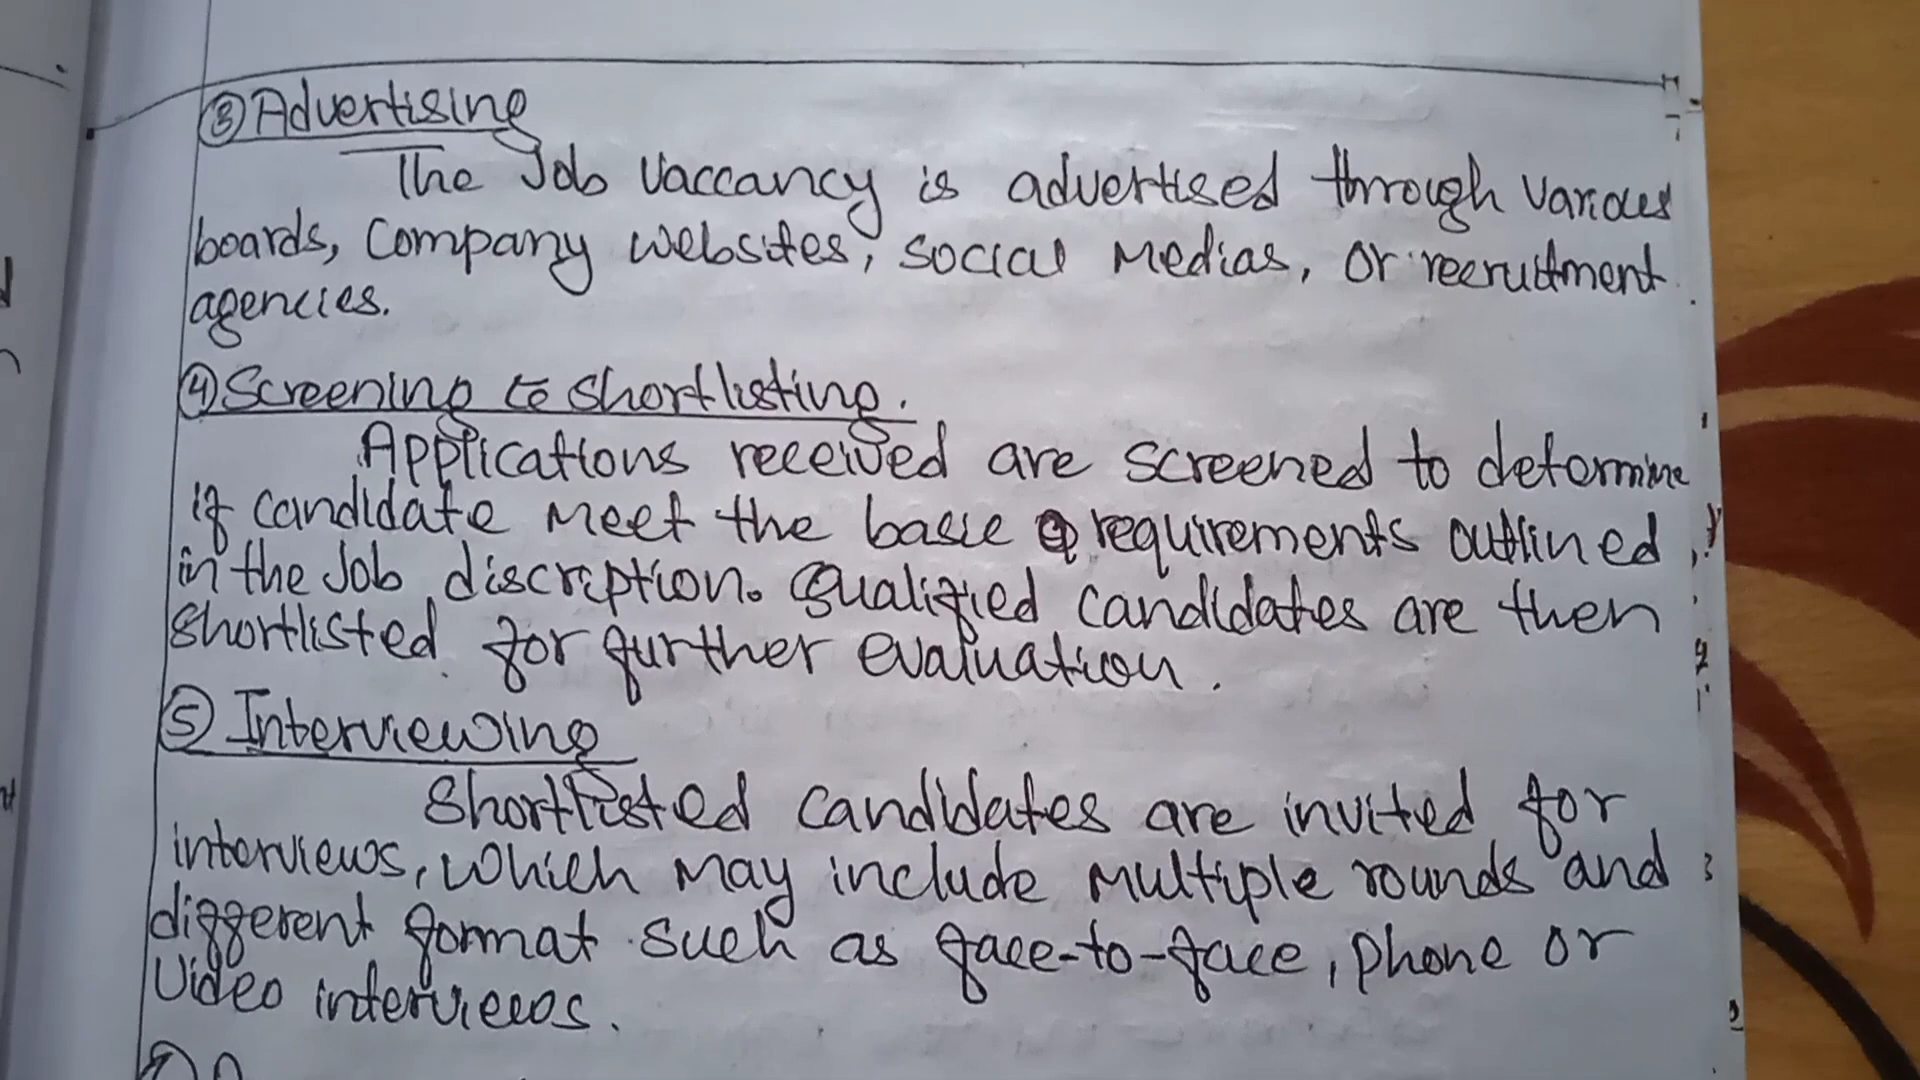 ③ Advertising
The Job Vaccancy is advertised through various
boards, Company websites, social medias, or recruitment
agencies.
④ Screening to shortlisting.
Applications received are screened to determine
if candidate meet the basic requirements outlined
in the Job discription. Qualified candidates are then
shortlisted for further evaluation.
⑤ Interviewing
Shortlisted candidates are invited for
interviews, which may include multiple rounds and
different format such as face-to-face, phone or
Video interviews.